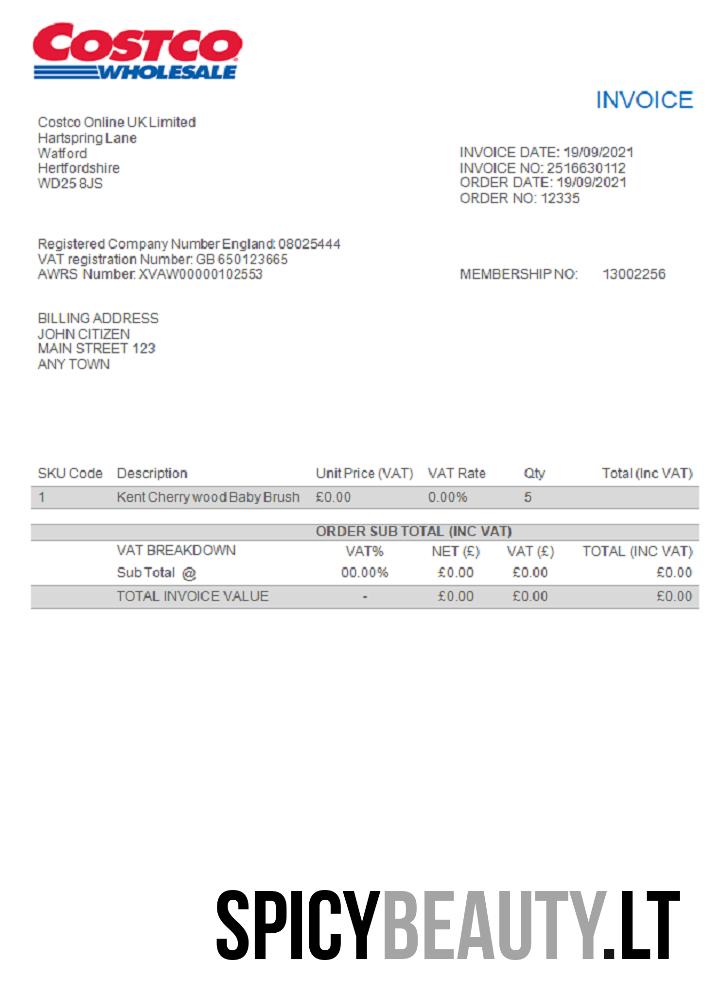 COSTCO
WHOLESALE
INVOICE
Costco Online UK Limited
Hartspring Lane
Watford
Hertfordshire
WD25 8JS
INVOICE DATE: 19/09/2021
INVOICE NO: 2516630112
ORDER DATE: 19/09/2021
ORDER NO: 12335
Registered Company Number England: 08025444
VAT registration Number: GB 650123665
AWRS Number: XVAW00000102553
MEMBERSHIP NO: 13002256
BILLING ADDRESS
JOHN CITIZEN
MAIN STREET 123
ANY TOWN
SKU Code Description Unit Price (VAT) VAT Rate Qty Total (Inc VAT)
1 Kent Cherrywood Baby Brush £0.00 0.00% 5
ORDER SUB TOTAL (INC VAT)
VAT BREAKDOWN VAT% NET (£) VAT (£) TOTAL (INC VAT)
Sub Total @ 00.00% £0.00 £0.00 £0.00
TOTAL INVOICE VALUE - £0.00 £0.00 £0.00
SPICYBEAUTY.LT